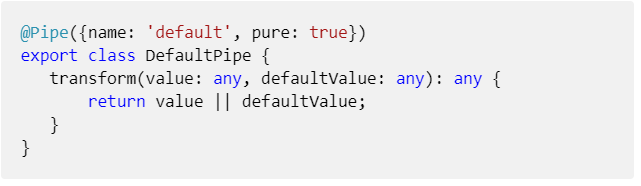 @Pipe({name: 'default', pure: true})
export class DefaultPipe {
   transform(value: any, defaultValue: any): any {
       return value || defaultValue;
   }
}